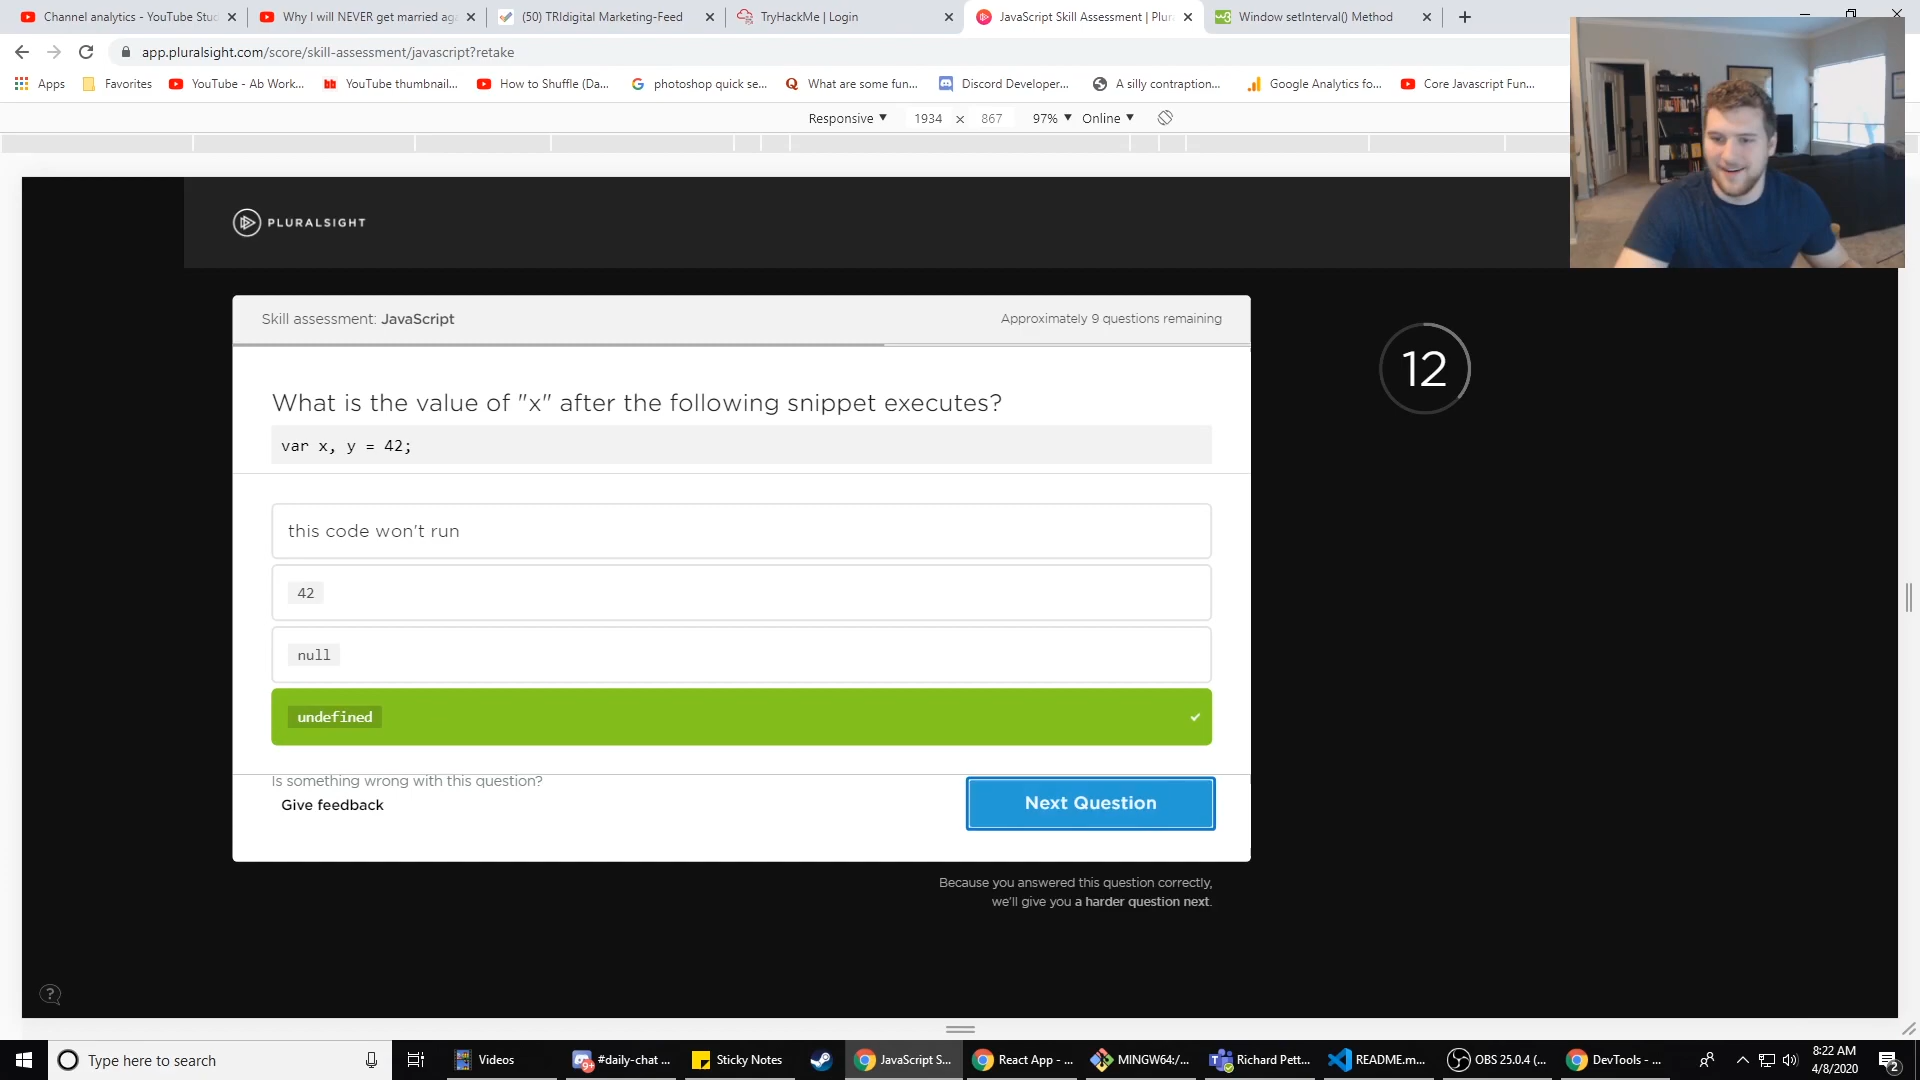 Channel analytics - YouTube Stu
Why I will NEVER get married aga
(50) TRIdigital Marketing-Feed
TryHackMe | Login
JavaScript Skill Assessment | Plur
Window setInterval() Method
app.pluralsight.com/score/skill-assessment/javascript?retake
Apps
Favorites
YouTube - Ab Work...
YouTube thumbnail...
How to Shuffle (Da...
photoshop quick se...
What are some fun...
Discord Developer...
A silly contraption...
Google Analytics fo...
Core Javascript Fun...
Responsive
1934 x 867
97%
Online
PLURALSIGHT
Skill assessment: JavaScript
Approximately 9 questions remaining
12
What is the value of "x" after the following snippet executes?
var x, y = 42;
this code won't run
42
null
undefined
Is something wrong with this question?
Give feedback
Next Question
Because you answered this question correctly,
we'll give you a harder question next.
Type here to search
Videos
#daily-chat ...
Sticky Notes
JavaScript S...
React App - ...
MINGW64:/...
Richard Pett...
README.m...
OBS 25.0.4 (...
DevTools - ...
8:22 AM
4/8/2020
2